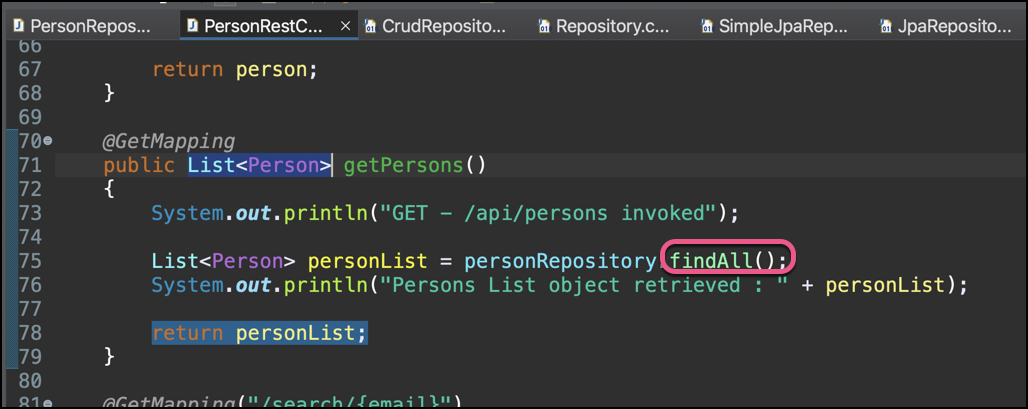 PersonRepos... PersonRestC... CrudReposito... Repository.c... SimpleJpaRep... JpaReposito...
66
67 return person;
68 }
69
70 @GetMapping
71 public List<Person> getPersons()
72 {
73 System.out.println("GET - /api/persons invoked");
74
75 List<Person> personList = personRepository.findAll();
76 System.out.println("Persons List object retrieved : " + personList);
77
78 return personList;
79 }
80
81 @GetMapping("/search/{email}")